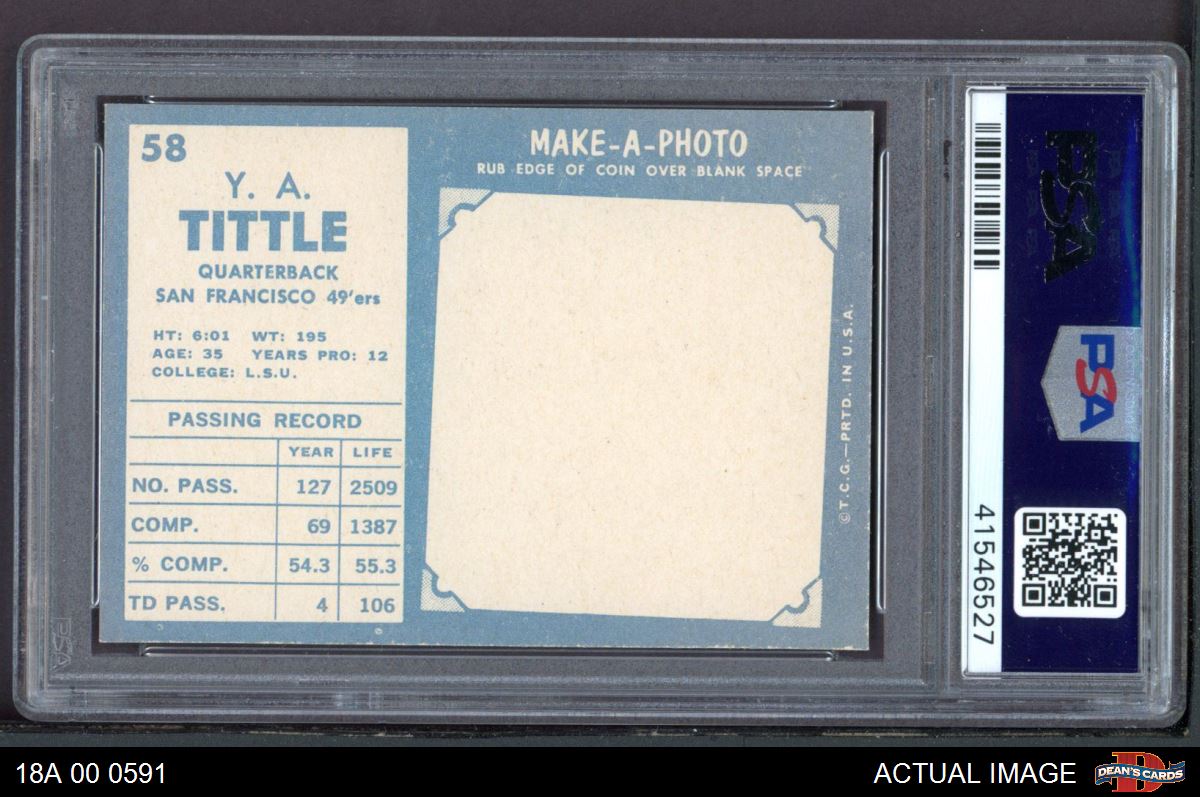 58
Y. A.
TITTLE
QUARTERBACK
SAN FRANCISCO 49'ers
HT: 6:01 WT: 195
AGE: 35 YEARS PRO: 12
COLLEGE: L.S.U.
PASSING RECORD
YEAR LIFE
NO. PASS. 127 2509
COMP. 69 1387
% COMP. 54.3 55.3
TD PASS. 4 106
MAKE-A-PHOTO
RUB EDGE OF COIN OVER BLANK SPACE
©T.C.G.—PRTD. IN U.S.A.
PSA
PSA
41546527
PSA
18A 00 0591
ACTUAL IMAGE
DEAN'S CARDS